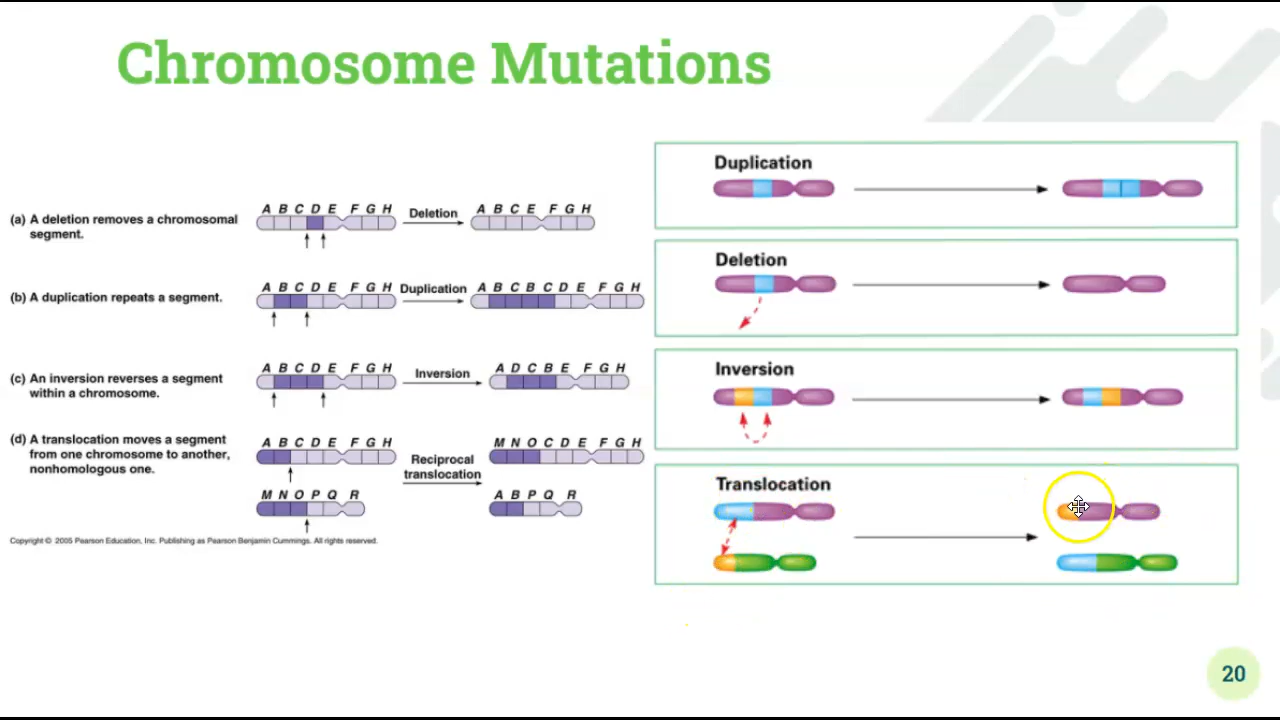 Chromosome Mutations
(a) A deletion removes a chromosomal
segment.
A B C D E F G H
Deletion
A B C E F G H
(b) A duplication repeats a segment.
A B C D E F G H
Duplication
A B C B C D E F G H
(c) An inversion reverses a segment
within a chromosome.
A B C D E F G H
Inversion
A D C B E F G H
(d) A translocation moves a segment
from one chromosome to another,
nonhomologous one.
A B C D E F G H
M N O P Q R
Reciprocal
translocation
M N O C D E F G H
A B P Q R
Copyright © 2005 Pearson Education, Inc. Publishing as Pearson Benjamin Cummings. All rights reserved.
Duplication
Deletion
Inversion
Translocation
20